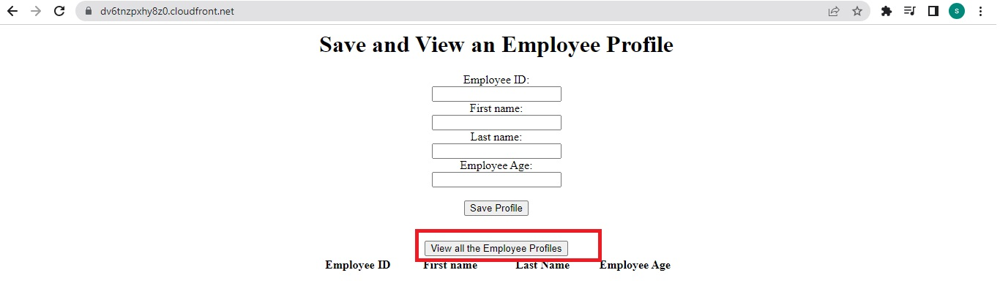 dv6tnzpxhy8z0.cloudfront.net
S
Save and View an Employee Profile
Employee ID:
First name:
Last name:
Employee Age:
Save Profile
View all the Employee Profiles
Employee ID First name Last Name Employee Age